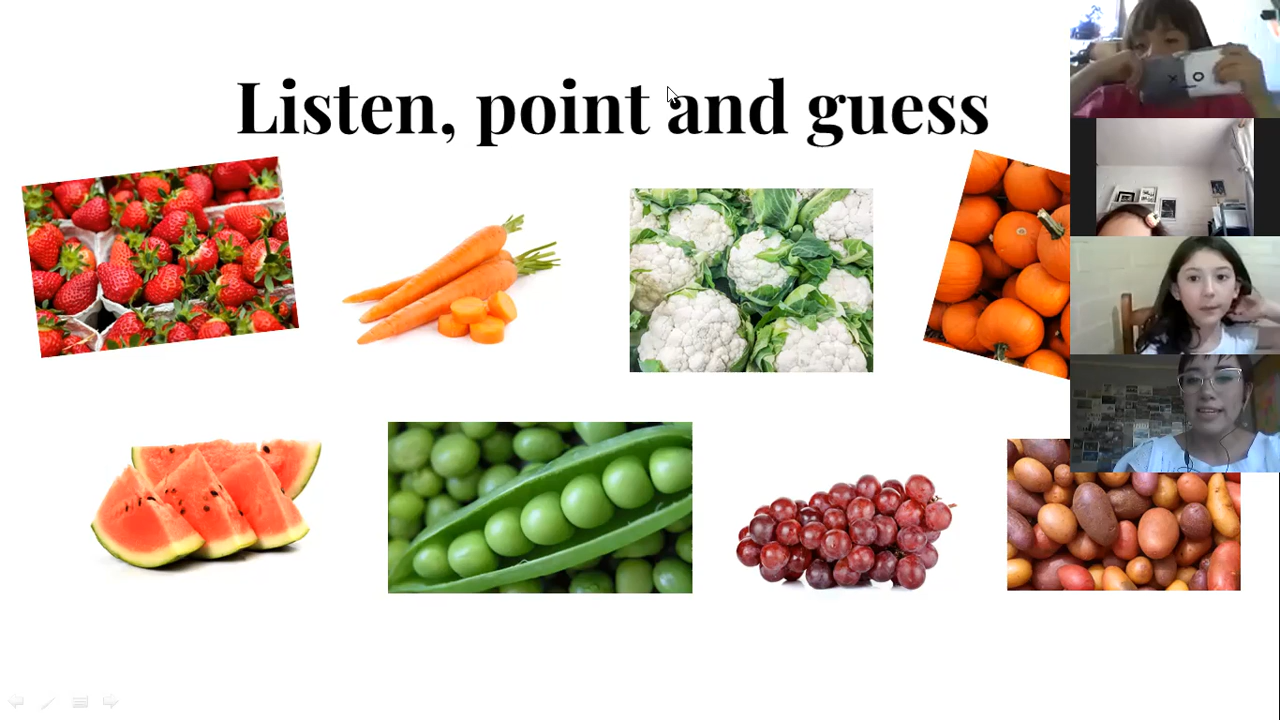 Listen, point and guess
X O